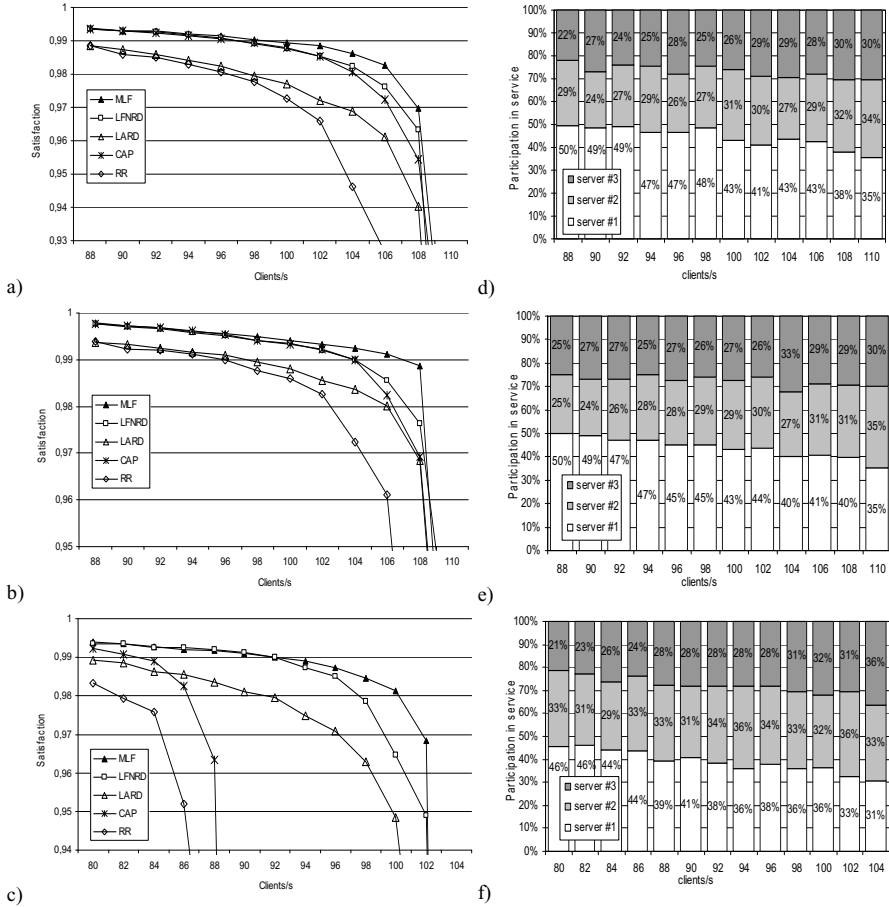 1
0,99
0,98
0,97
0,96
0,95
0,94
0,93
Satisfaction
MLF
LFNRD
LARD
CAP
RR
88 90 92 94 96 98 100 102 104 106 108 110
Clients/s
a)
100%
90%
80%
70%
60%
50%
40%
30%
20%
10%
0%
Participation in service
22% 27% 24% 25% 28% 25% 26% 29% 29% 28% 30% 30%
29% 24% 27% 29% 26% 27% 31% 30% 27% 29% 32% 34%
50% 49% 49% 47% 47% 48% 43% 41% 43% 43% 38% 35%
server #3
server #2
server #1
88 90 92 94 96 98 100 102 104 106 108 110
clients/s
d)
1
0,99
0,98
0,97
0,96
0,95
Satisfaction
MLF
LFNRD
LARD
CAP
RR
88 90 92 94 96 98 100 102 104 106 108 110
Clients/s
b)
100%
90%
80%
70%
60%
50%
40%
30%
20%
10%
0%
Participation in service
25% 27% 27% 25% 27% 26% 27% 26% 33% 29% 29% 30%
25% 24% 26% 28% 28% 29% 29% 30% 27% 31% 31% 35%
50% 49% 47% 47% 45% 45% 43% 44% 40% 41% 40% 35%
server #3
server #2
server #1
88 90 92 94 96 98 100 102 104 106 108 110
clients/s
e)
1
0,99
0,98
0,97
0,96
0,95
0,94
Satisfaction
MLF
LFNRD
LARD
CAP
RR
80 82 84 86 88 90 92 94 96 98 100 102 104
Clients/s
c)
100%
90%
80%
70%
60%
50%
40%
30%
20%
10%
0%
Participation in service
21% 23% 26% 24% 28% 28% 28% 28% 28% 31% 32% 31% 36%
33% 31% 29% 33% 33% 31% 34% 36% 34% 33% 32% 36% 33%
46% 46% 44% 44% 39% 41% 38% 36% 38% 36% 36% 33% 31%
server #3
server #2
server #1
80 82 84 86 88 90 92 94 96 98 100 102 104
clients/s
f)